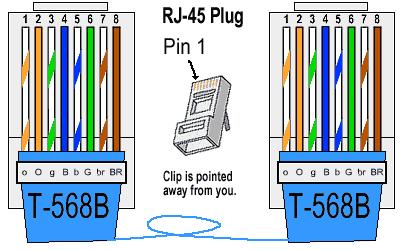 1 2 3 4 5 6 7 8
o O g B b G br BR
T-568B
RJ-45 Plug
Pin 1
Clip is pointed
away from you.
1 2 3 4 5 6 7 8
o O g B b G br BR
T-568B